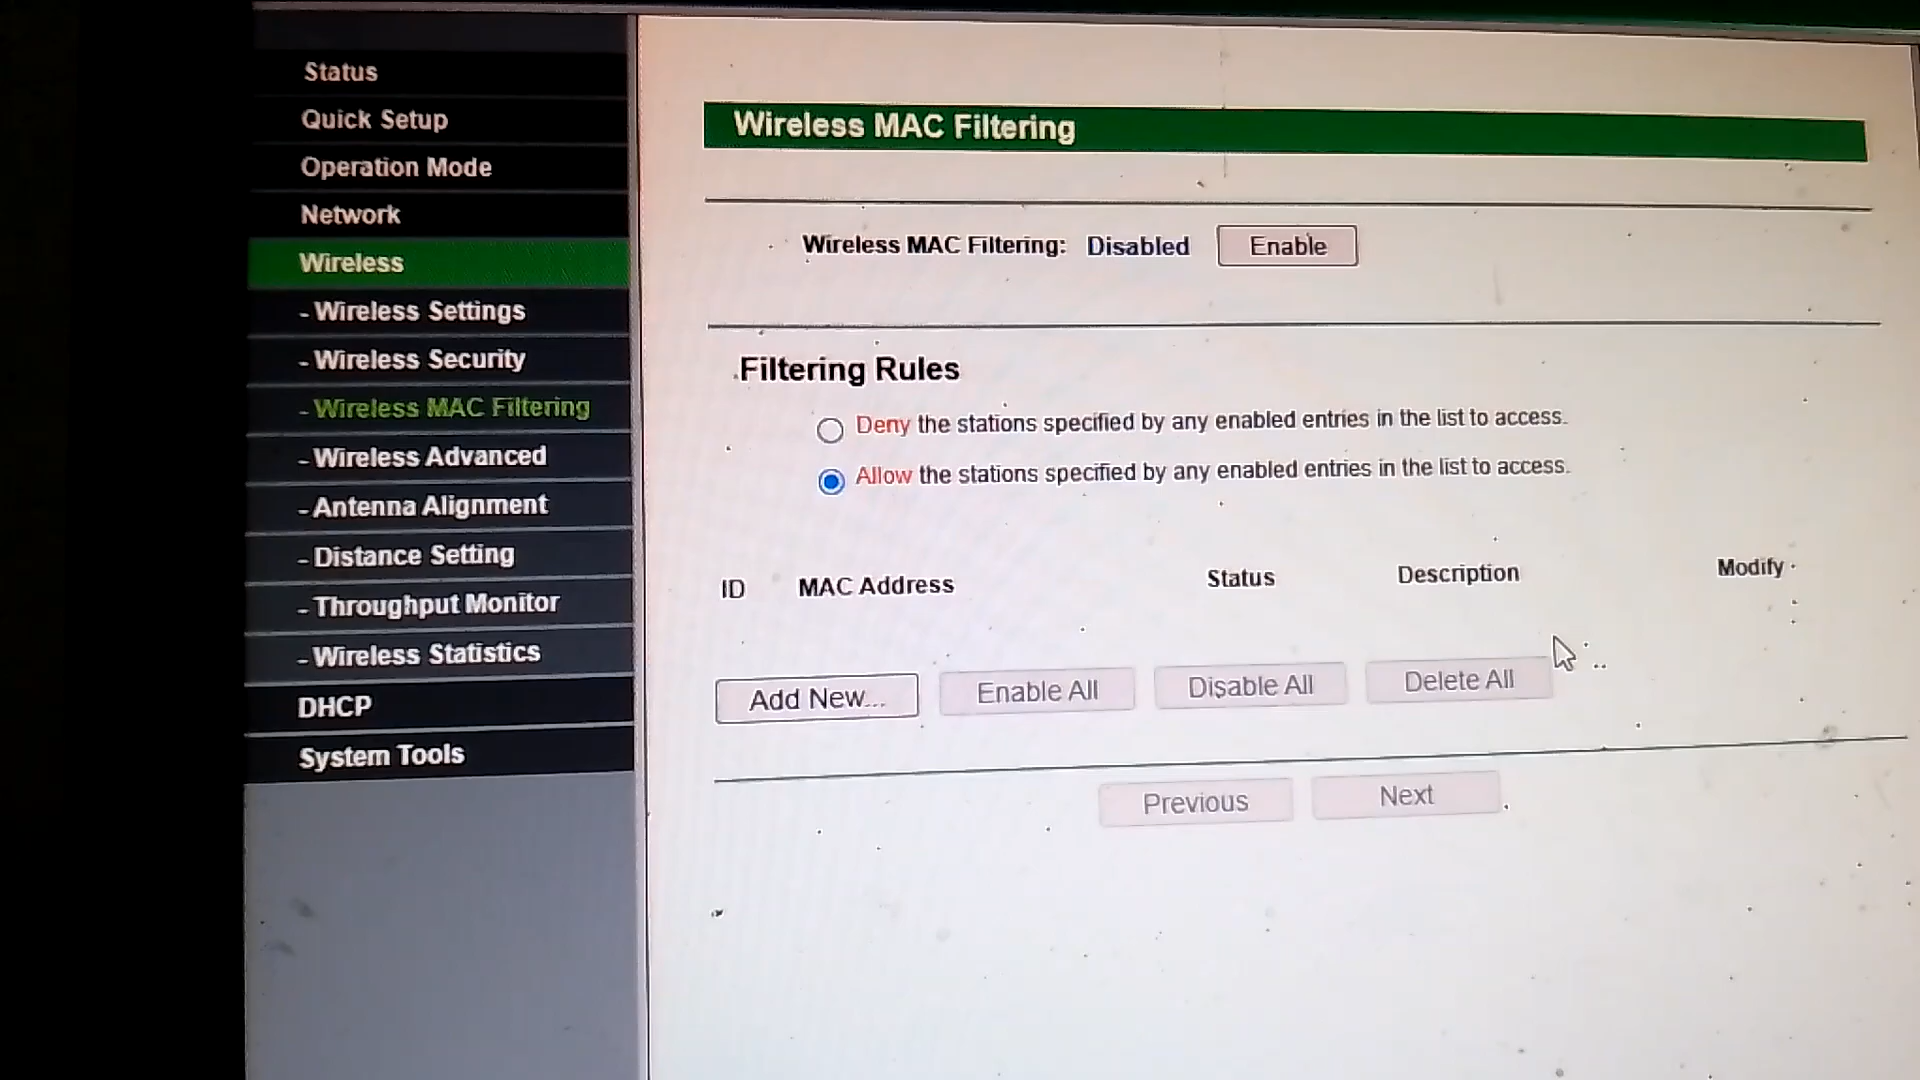 Status
Quick Setup
Operation Mode
Network
Wireless
- Wireless Settings
- Wireless Security
- Wireless MAC Filtering
- Wireless Advanced
- Antenna Alignment
- Distance Setting
- Throughput Monitor
- Wireless Statistics
DHCP
System Tools
Wireless MAC Filtering
Wireless MAC Filtering: Disabled Enable
Filtering Rules
Deny the stations specified by any enabled entries in the list to access.
Allow the stations specified by any enabled entries in the list to access.
ID MAC Address Status Description Modify
Add New... Enable All Disable All Delete All
Previous Next